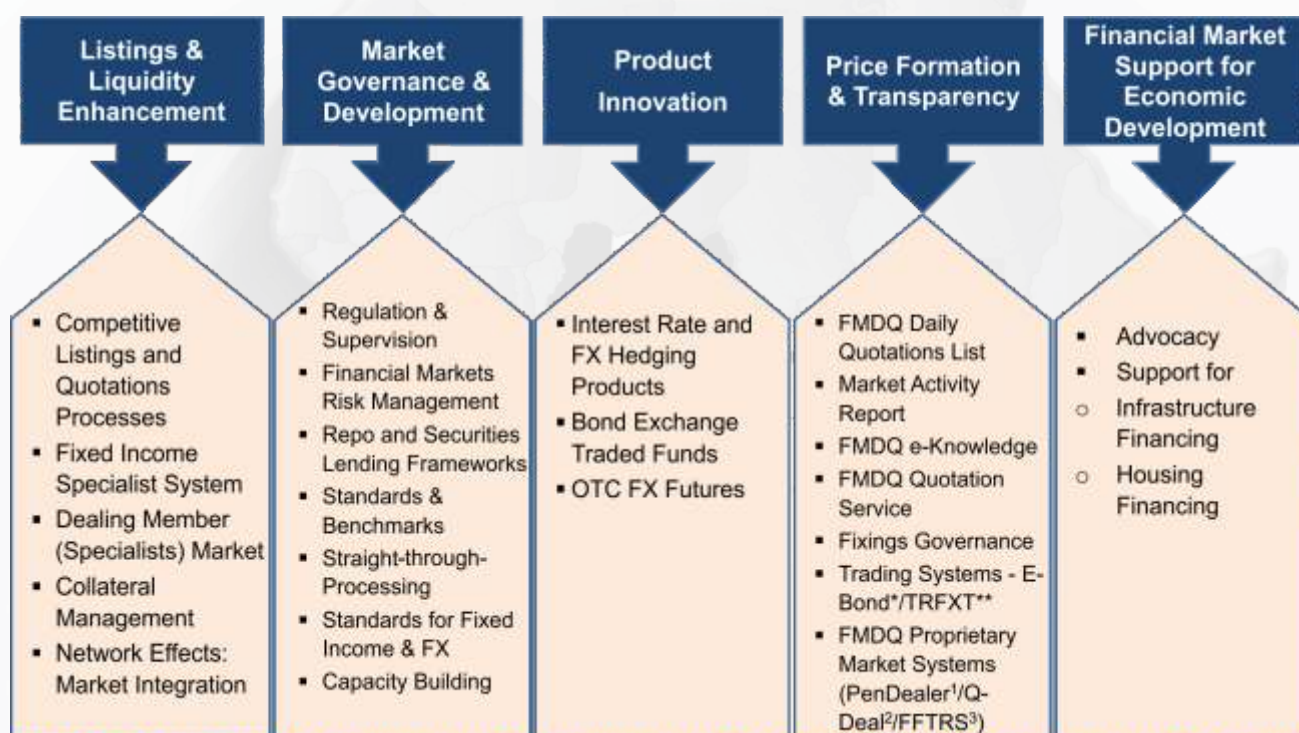 Listings &
Liquidity
Enhancement
Market
Governance &
Development
Product
Innovation
Price Formation
& Transparency
Financial Market
Support for
Economic
Development
▪ Competitive
Listings and
Quotations
Processes
▪ Fixed Income
Specialist System
▪ Dealing Member
(Specialists) Market
▪ Collateral
Management
▪ Network Effects:
Market Integration
▪ Regulation &
Supervision
▪ Financial Markets
Risk Management
▪ Repo and Securities
Lending Frameworks
▪ Standards &
Benchmarks
▪ Straight-through-
Processing
▪ Standards for Fixed
Income & FX
▪ Capacity Building
▪ Interest Rate and
FX Hedging
Products
▪ Bond Exchange
Traded Funds
▪ OTC FX Futures
▪ FMDQ Daily
Quotations List
▪ Market Activity
Report
▪ FMDQ e-Knowledge
▪ FMDQ Quotation
Service
▪ Fixings Governance
▪ Trading Systems - E-
Bond*/TRFXT**
▪ FMDQ Proprietary
Market Systems
(PenDealer¹/Q-
Deal²/FFTRS³)
▪ Advocacy
▪ Support for
○ Infrastructure
Financing
○ Housing
Financing